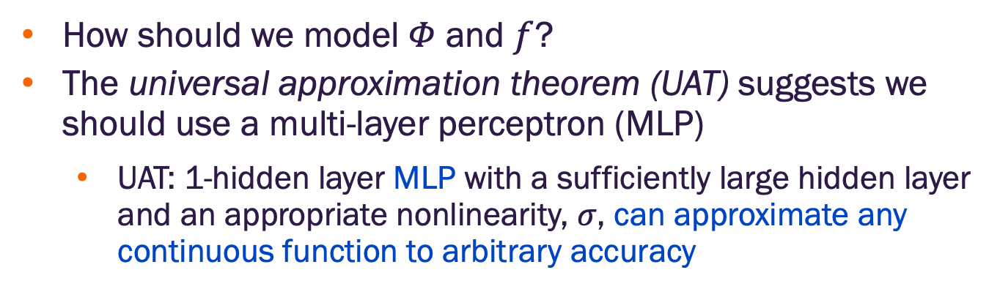 • How should we model Φ and f?
• The universal approximation theorem (UAT) suggests we
should use a multi-layer perceptron (MLP)
• UAT: 1-hidden layer MLP with a sufficiently large hidden layer
and an appropriate nonlinearity, σ, can approximate any
continuous function to arbitrary accuracy